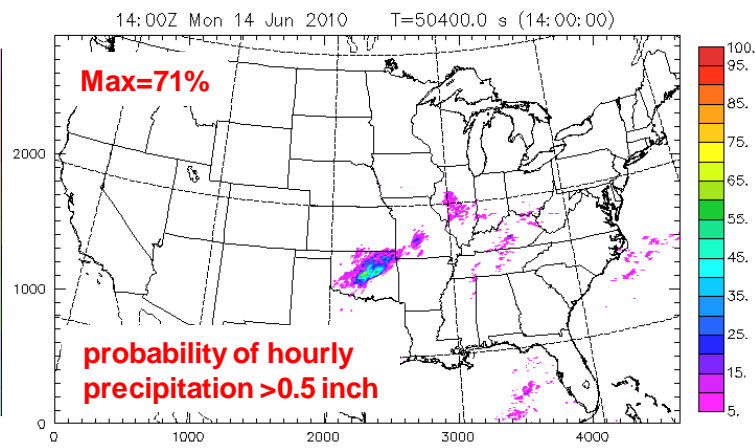 14:00Z Mon 14 Jun 2010 T=50400.0 s (14:00:00)
Max=71%
probability of hourly
precipitation >0.5 inch
2000
1000
0
0 1000 2000 3000 4000
100.
95.
85.
75.
65.
55.
45.
35.
25.
15.
5.